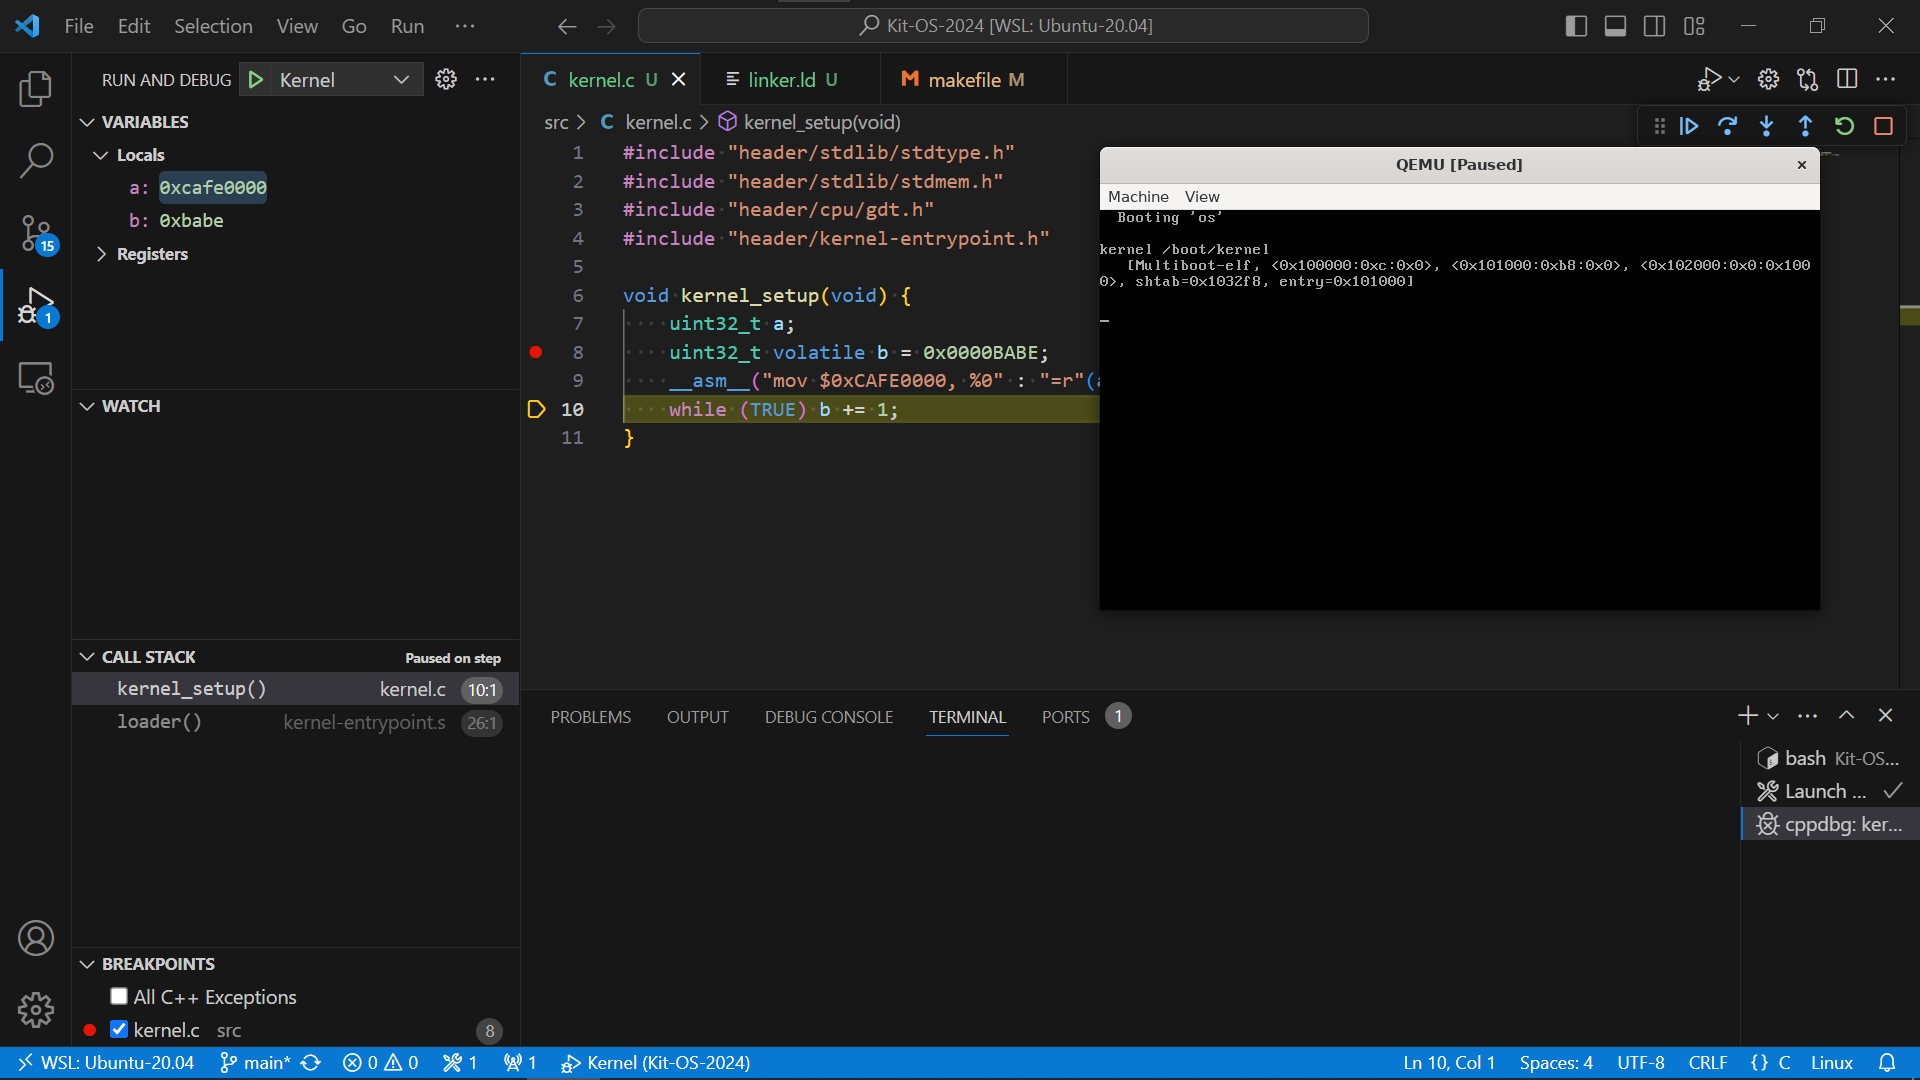 File Edit Selection View Go Run ...
Kit-OS-2024 [WSL: Ubuntu-20.04]
RUN AND DEBUG Kernel
kernel.c U
linker.ld U
makefile M
VARIABLES
Locals
a: 0xcafe0000
b: 0xbabe
Registers
WATCH
CALL STACK Paused on step
kernel_setup() kernel.c 10:1
loader() kernel-entrypoint.s 26:1
BREAKPOINTS
All C++ Exceptions
kernel.c src 8
15
1
src > C kernel.c > kernel_setup(void)
1 #include "header/stdlib/stdtype.h"
2 #include "header/stdlib/stdmem.h"
3 #include "header/cpu/gdt.h"
4 #include "header/kernel-entrypoint.h"
5
6 void kernel_setup(void) {
7 uint32_t a;
8 uint32_t volatile b = 0x0000BABE;
9 __asm__("mov $0xCAFE0000, %0" : "=r"(
10 while (TRUE) b += 1;
11 }
QEMU [Paused]
Machine View
Booting 'os'
kernel /boot/kernel
[Multiboot-elf, <0x100000:0xc:0x0>, <0x101000:0xb8:0x0>, <0x102000:0x0:0x100
0>, shtab=0x1032f8, entry=0x101000]
PROBLEMS OUTPUT DEBUG CONSOLE TERMINAL PORTS 1
bash Kit-OS...
Launch ...
cppdbg: ker...
WSL: Ubuntu-20.04 main* 0 0 1 1 Kernel (Kit-OS-2024)
Ln 10, Col 1 Spaces: 4 UTF-8 CRLF {} C Linux